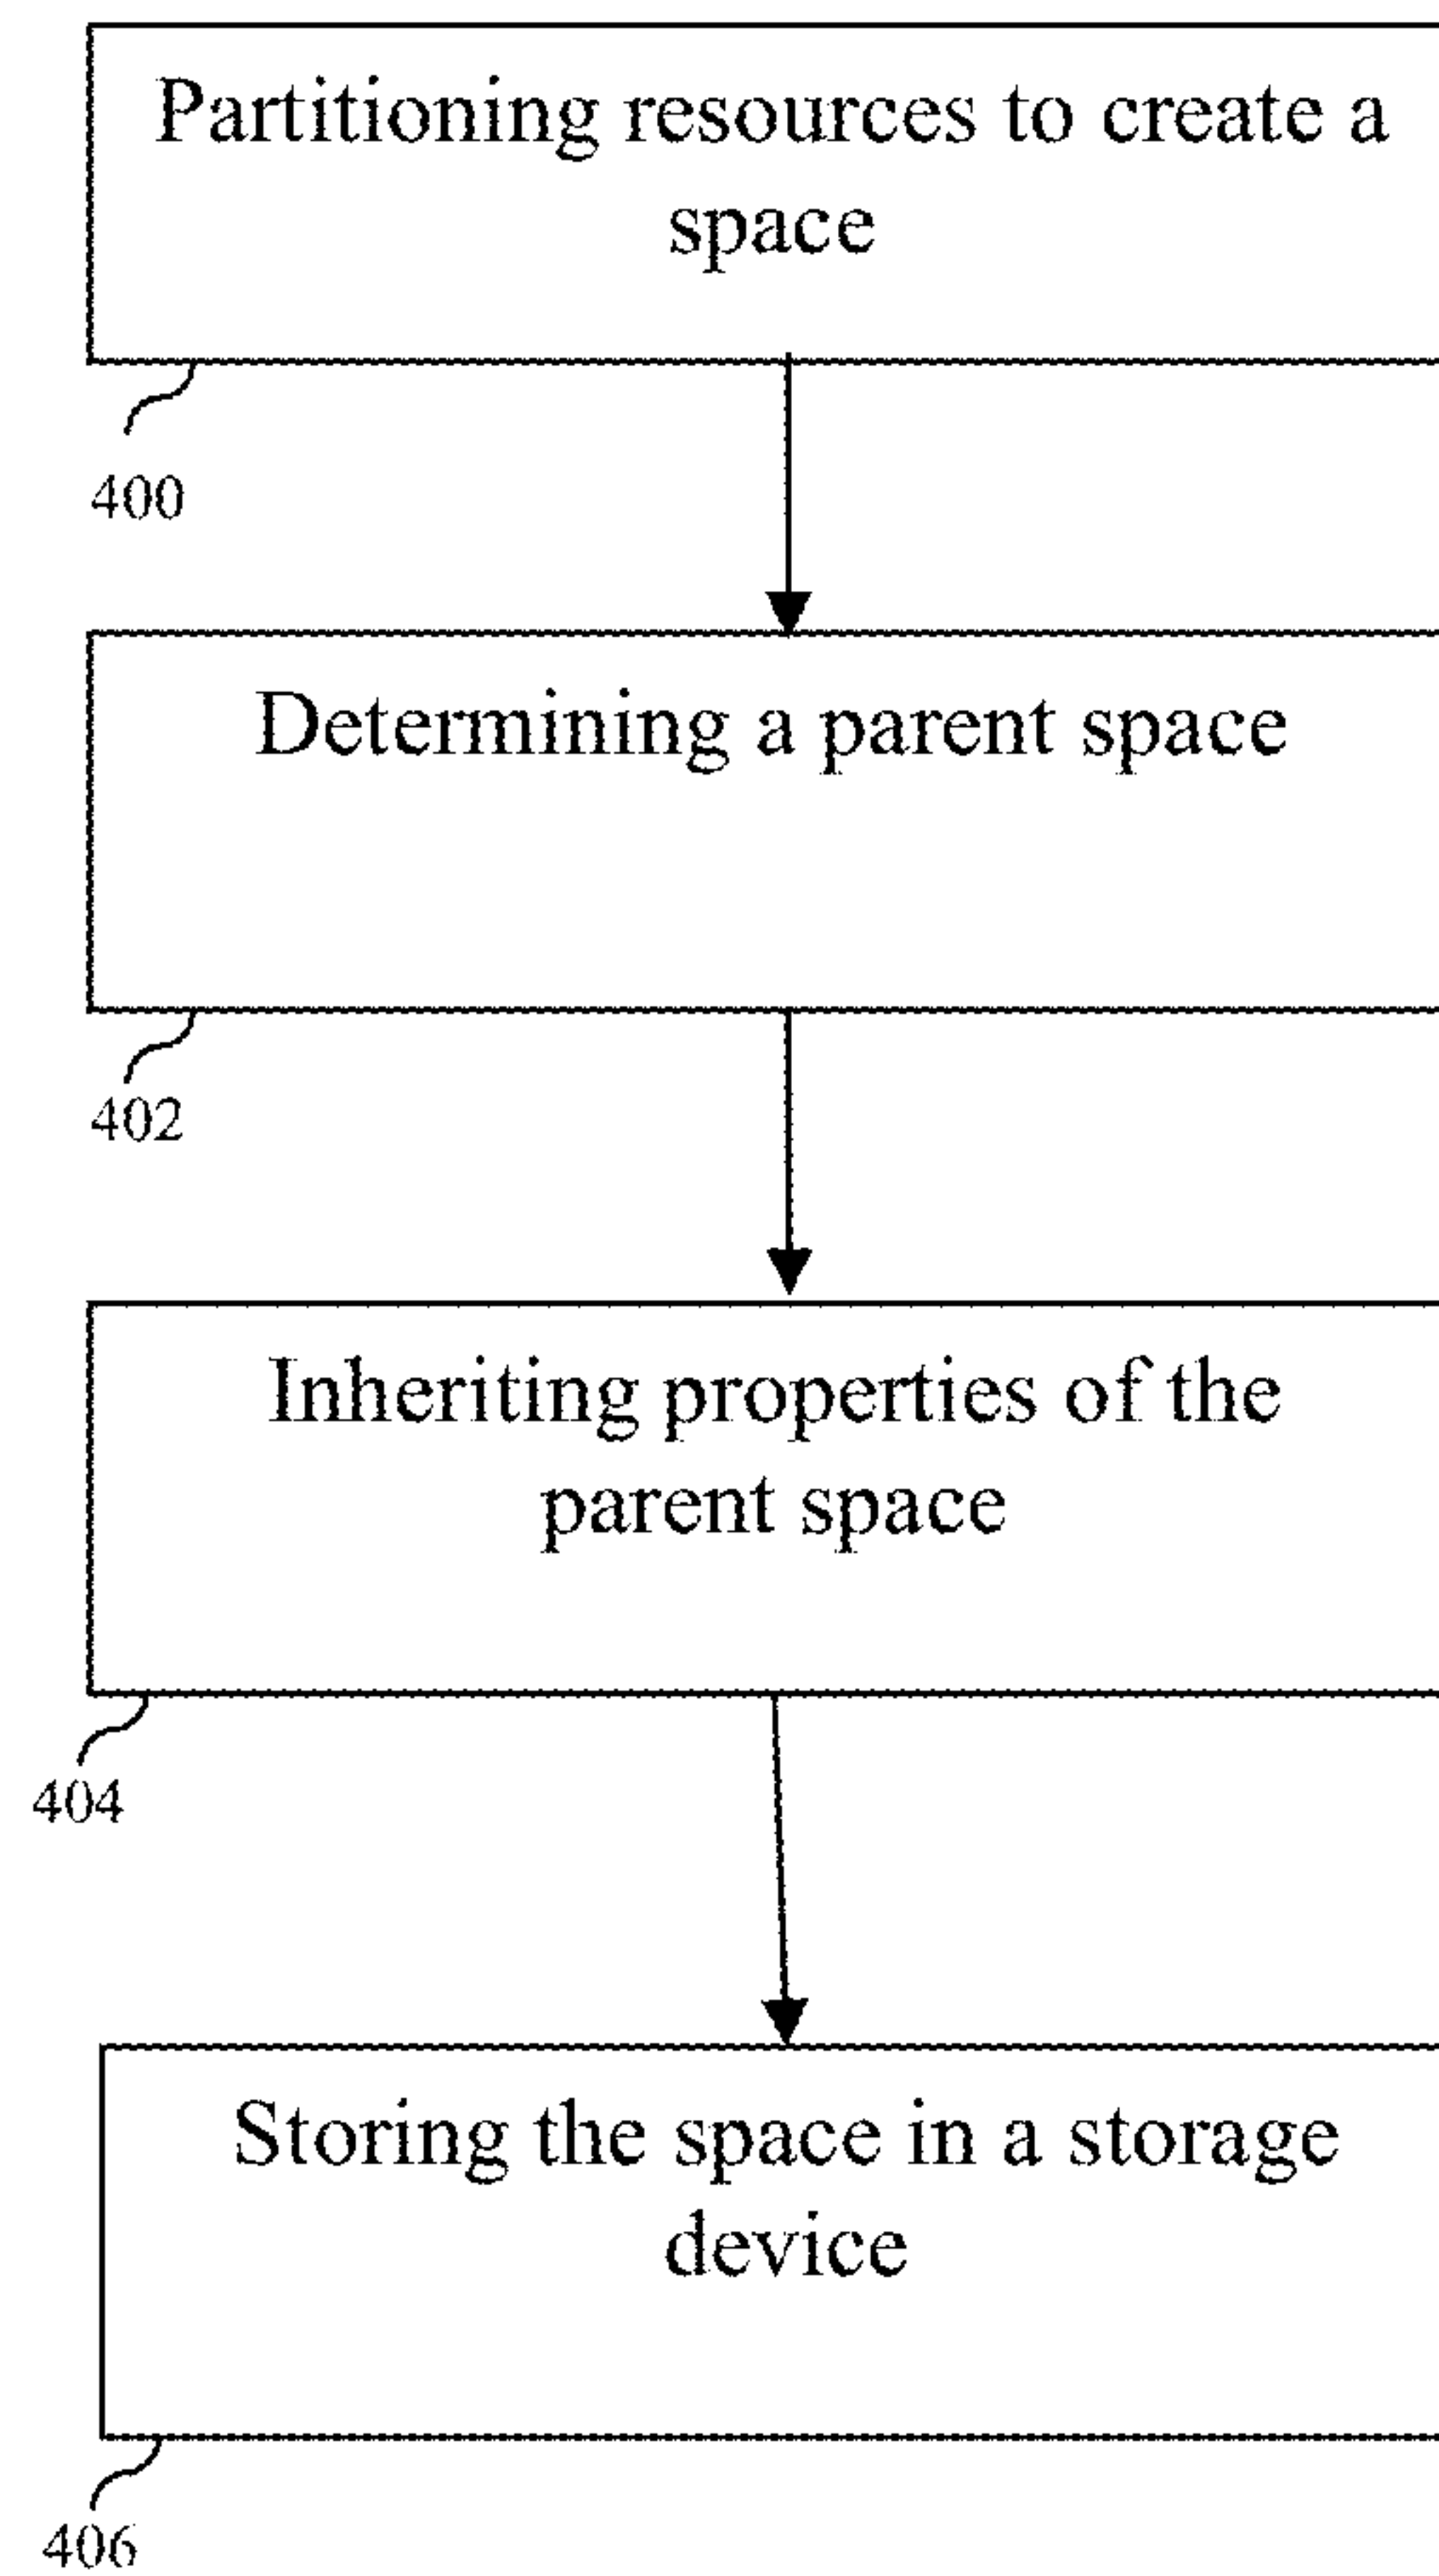 Partitioning resources to create a
space
400
Determining a parent space
402
Inheriting properties of the
parent space
404
Storing the space in a storage
device
406